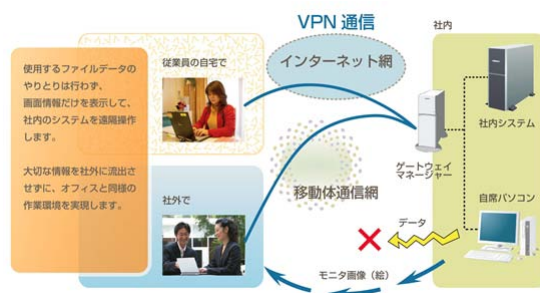 使用するファイルデータの
やりとりは行わず、
画面情報だけを表示して、
社内のシステムを遠隔操作
します。
大切な情報を社外に流出さ
せずに、オフィスと同様の
作業環境を実現します。
従業員の自宅で
社外で
VPN 通信
インターネット網
移動体通信網
データ
モニタ画像（絵）
社内
社内システム
ゲートウェイ
マネージャー
自席パソコン